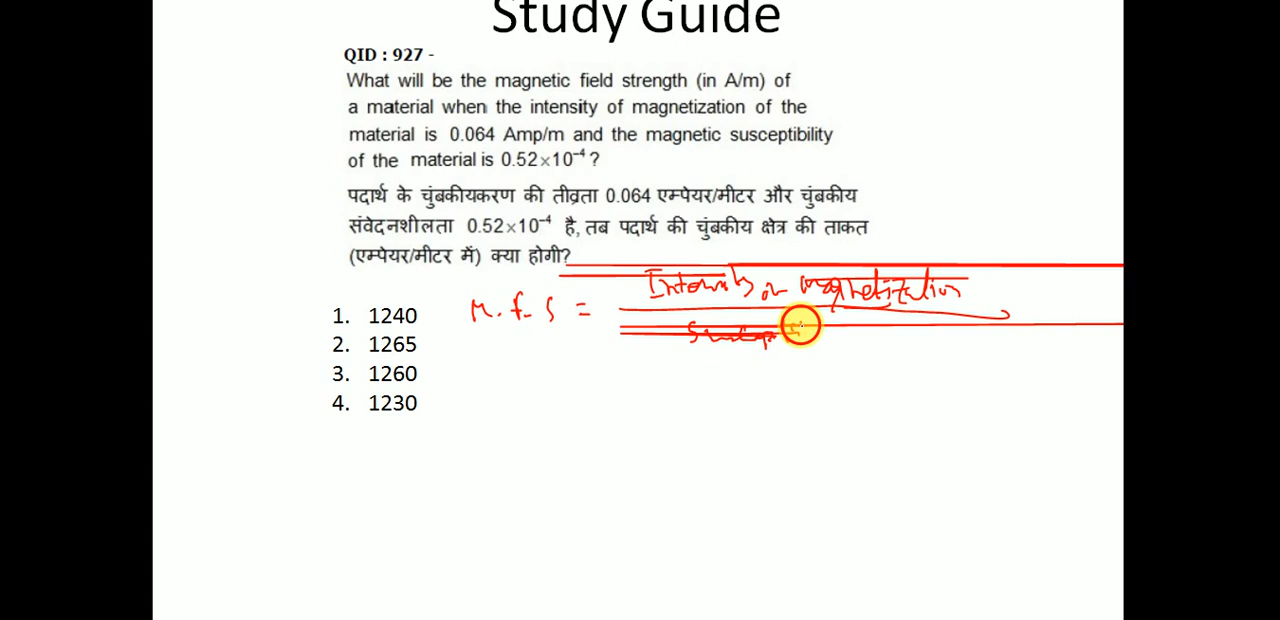 Study Guide
QID : 927 -
What will be the magnetic field strength (in A/m) of
a material when the intensity of magnetization of the
material is 0.064 Amp/m and the magnetic susceptibility
of the material is 0.52×10⁻⁴ ?
पदार्थ के चुंबकीयकरण की तीव्रता 0.064 एम्पेयर/मीटर और चुंबकीय
संवेदनशीलता 0.52×10⁻⁴ है, तब पदार्थ की चुंबकीय क्षेत्र की ताकत
(एम्पेयर/मीटर में) क्या होगी?
M. f. S =
magnetization
1. 1240
2. 1265
3. 1260
4. 1230